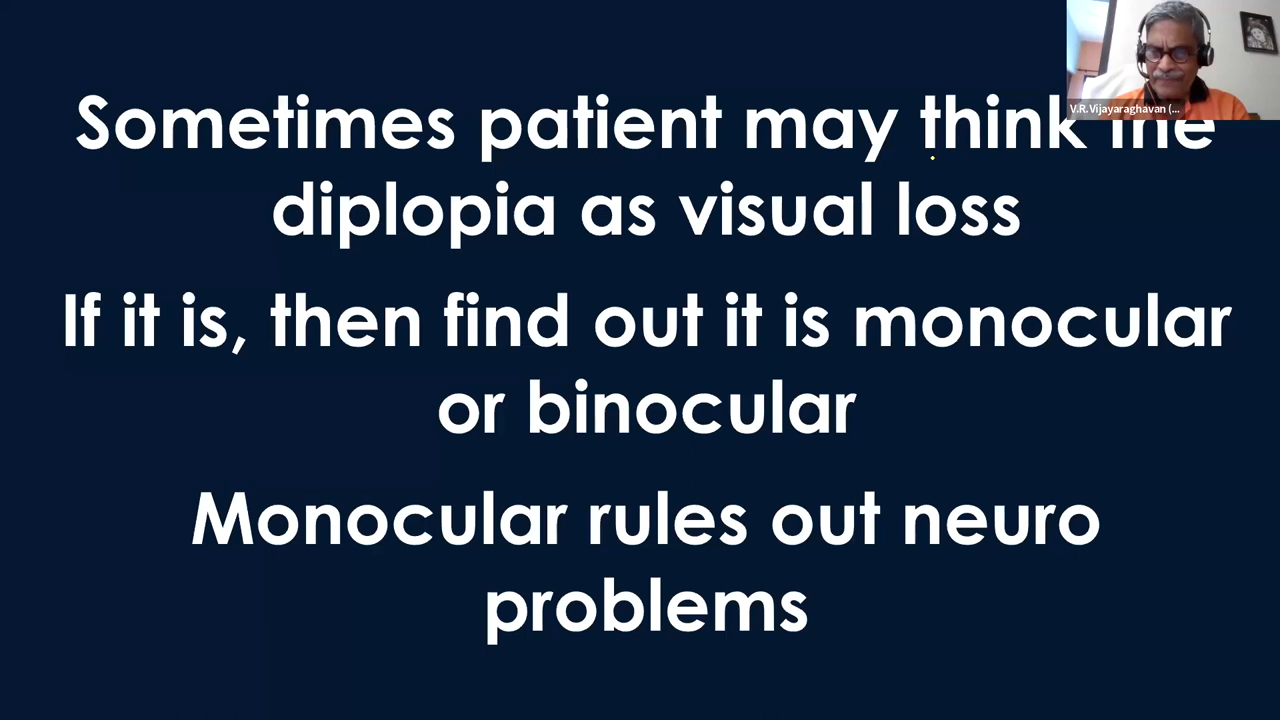 Sometimes patient may think the
diplopia as visual loss
If it is, then find out it is monocular
or binocular
Monocular rules out neuro
problems
V.R.Vijayaraghavan (...